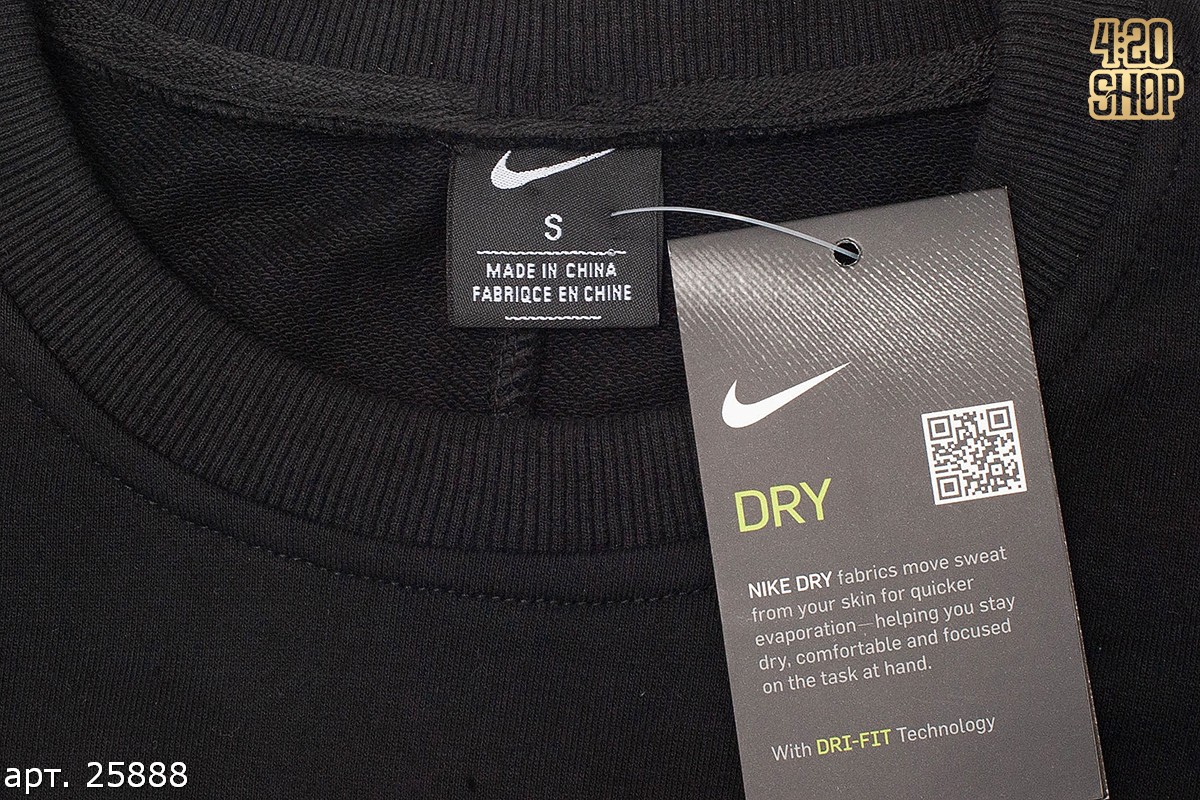 4:20
SHOP
S
MADE IN CHINA
FABRIQCE EN CHINE
DRY
NIKE DRY fabrics move sweat
from your skin for quicker
evaporation—helping you stay
dry, comfortable and focused
on the task at hand.
With DRI-FIT Technology
арт. 25888